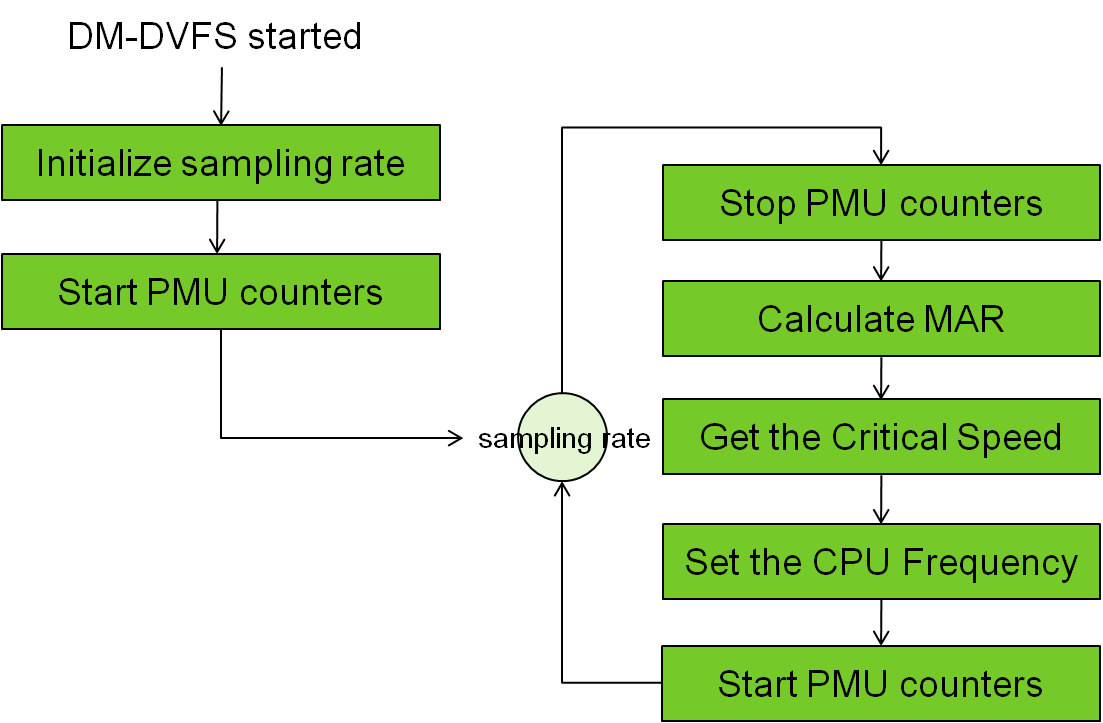 DM-DVFS started
Initialize sampling rate
Start PMU counters
sampling rate
Stop PMU counters
Calculate MAR
Get the Critical Speed
Set the CPU Frequency
Start PMU counters